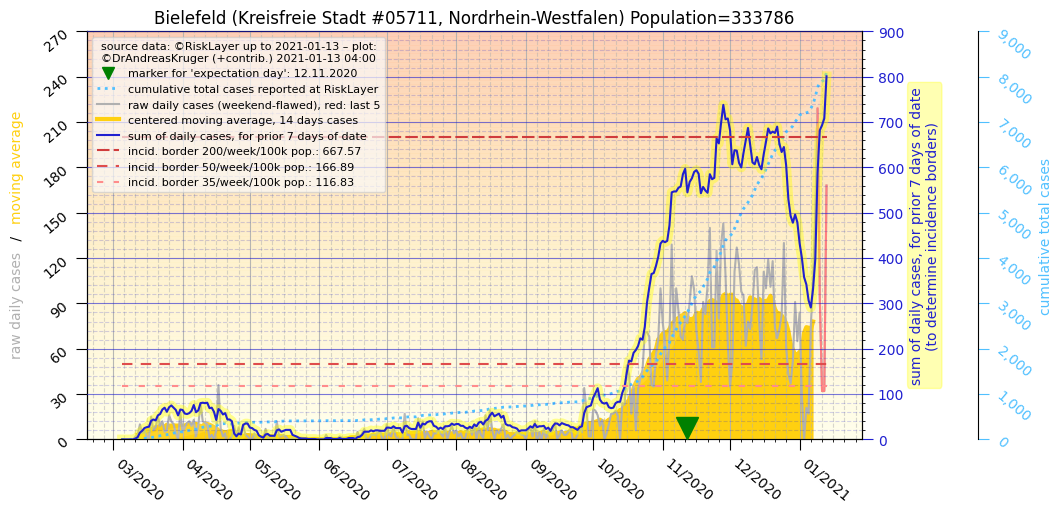 Bielefeld (Kreisfreie Stadt #05711, Nordrhein-Westfalen) Population=333786
source data: ©RiskLayer up to 2021-01-13 – plot:
©DrAndreasKruger (+contrib.) 2021-01-13 04:00
marker for 'expectation day': 12.11.2020
cumulative total cases reported at RiskLayer
raw daily cases (weekend-flawed), red: last 5
centered moving average, 14 days cases
sum of daily cases, for prior 7 days of date
incid. border 200/week/100k pop.: 667.57
incid. border 50/week/100k pop.: 166.89
incid. border 35/week/100k pop.: 116.83
raw daily cases / moving average
270
240
210
180
150
120
90
60
30
0
03/2020
04/2020
05/2020
06/2020
07/2020
08/2020
09/2020
10/2020
11/2020
12/2020
01/2021
900
800
700
600
500
400
300
200
100
0
sum of daily cases, for prior 7 days of date
(to determine incidence borders)
9,000
8,000
7,000
6,000
5,000
4,000
3,000
2,000
1,000
0
cumulative total cases